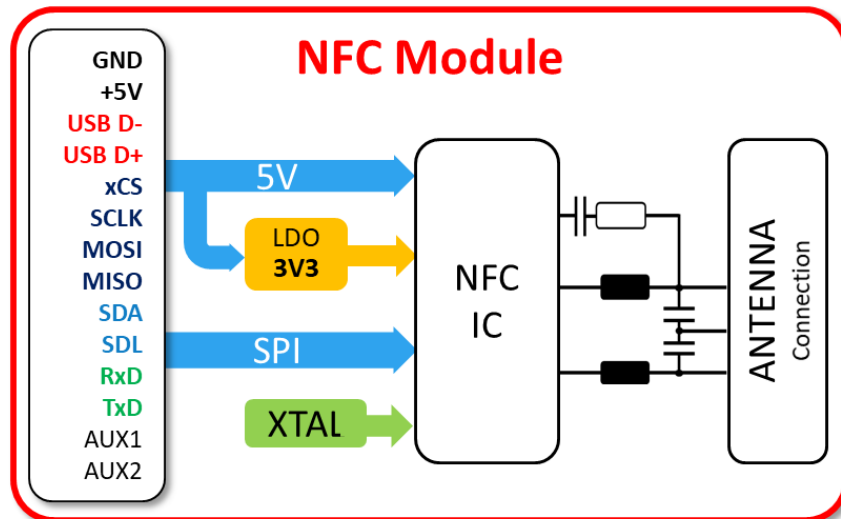 NFC Module
GND
+5V
USB D-
USB D+
xCS
SCLK
MOSI
MISO
SDA
SDL
RxD
TxD
AUX1
AUX2
5V
LDO
3V3
SPI
XTAL
NFC
IC
ANTENNA
Connection